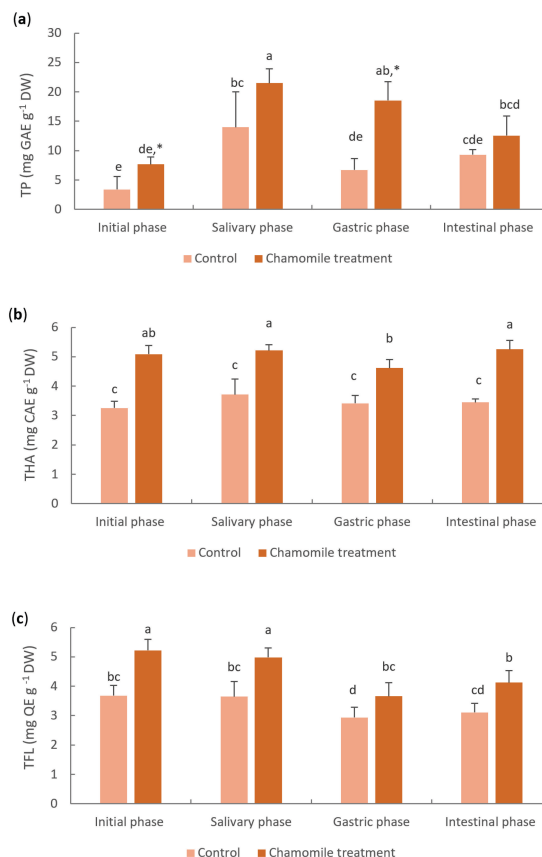 (a)
TP (mg GAE g-1 DW)
30
25
20
15
10
5
0
e
de,*
bc
a
de
ab,*
cde
bcd
Initial phase Salivary phase Gastric phase Intestinal phase
Control Chamomile treatment
(b)
THA (mg CAE g-1 DW)
6
5
4
3
2
1
0
c
ab
c
a
c
b
c
a
Initial phase Salivary phase Gastric phase Intestinal phase
Control Chamomile treatment
(c)
TFL (mg QE g -1 DW)
6
5
4
3
2
1
0
bc
a
bc
a
d
bc
cd
b
Initial phase Salivary phase Gastric phase Intestinal phase
Control Chamomile treatment